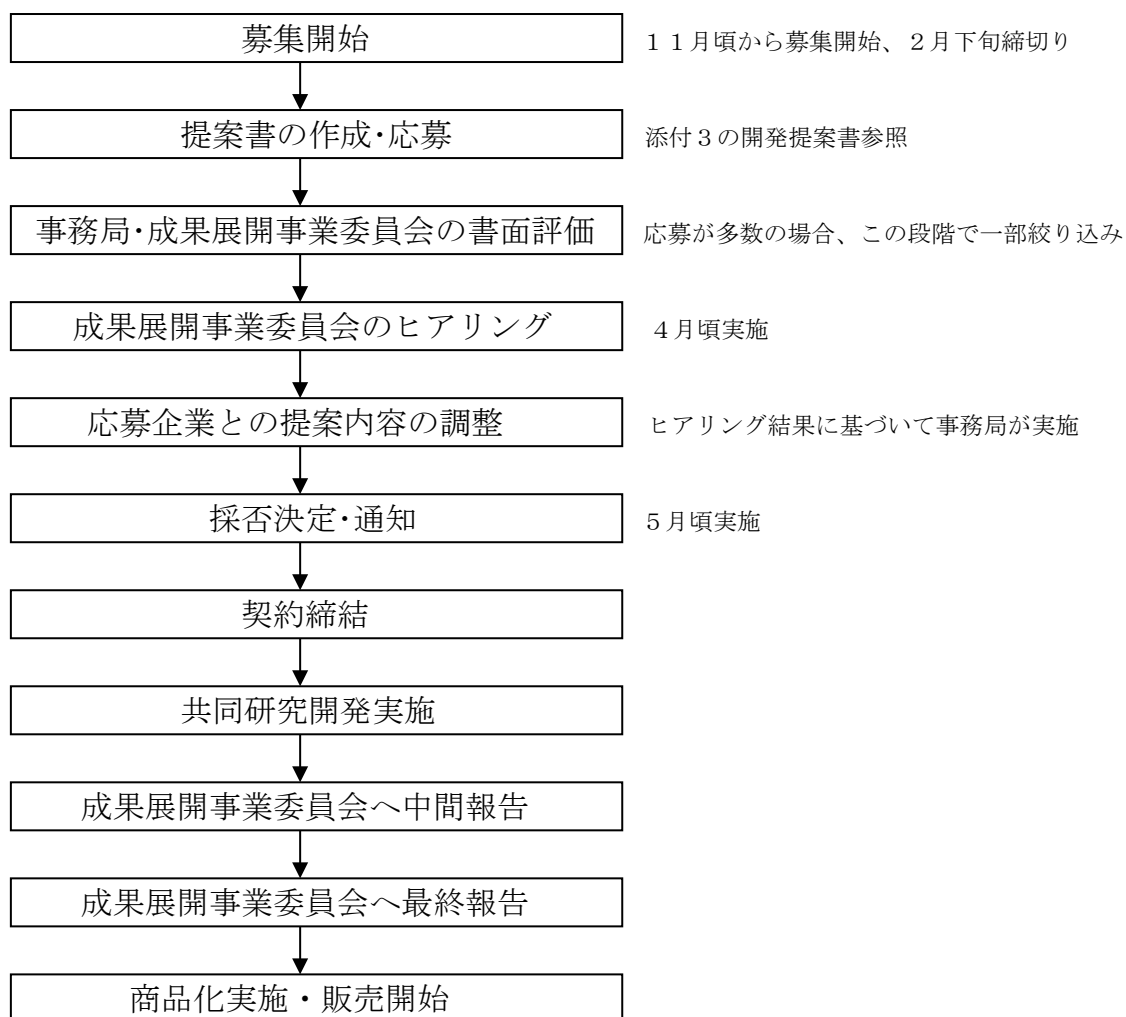 募集開始
１１月頃から募集開始、２月下旬締切り
提案書の作成･応募
添付３の開発提案書参照
事務局･成果展開事業委員会の書面評価
応募が多数の場合、この段階で一部絞り込み
成果展開事業委員会のヒアリング
４月頃実施
応募企業との提案内容の調整
ヒアリング結果に基づいて事務局が実施
採否決定･通知
５月頃実施
契約締結
共同研究開発実施
成果展開事業委員会へ中間報告
成果展開事業委員会へ最終報告
商品化実施・販売開始